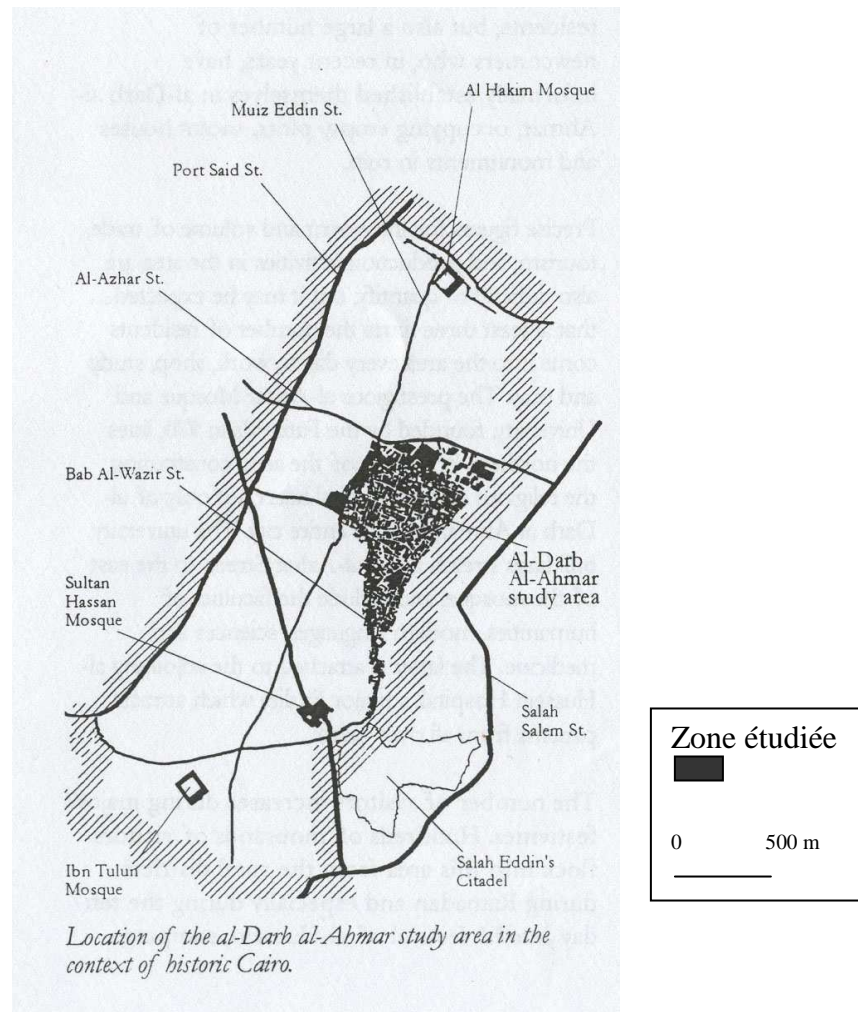 Al Hakim Mosque
Muiz Eddin St.
Port Said St.
Al-Azhar St.
Bab Al-Wazir St.
Al-Darb
Al-Ahmar
study area
Sultan
Hassan
Mosque
Salah
Salem St.
Ibn Tulun
Mosque
Salah Eddin's
Citadel
Location of the al-Darb al-Ahmar study area in the
context of historic Cairo.
Zone étudiée
0 500 m